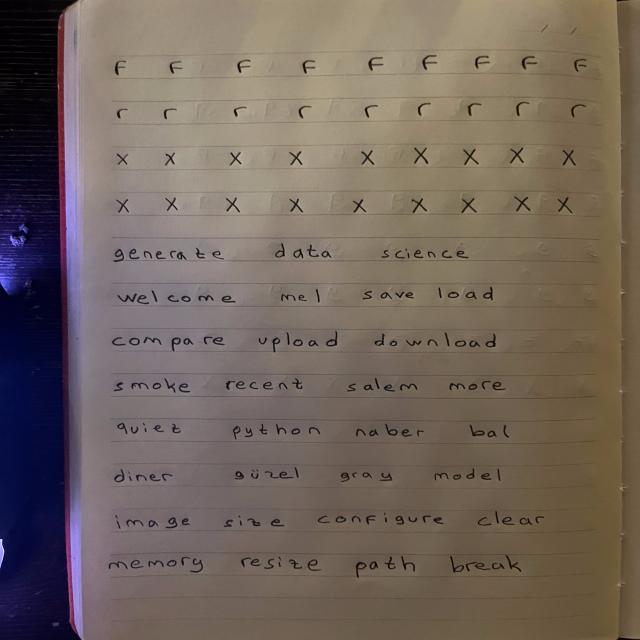 F F F F F F F F F
r r r r r r r r r
x x x x x x x x x
x x x x x x x x x
generate data science
welcome mel save load
compare upload download
smoke recent salem more
quiet python naber bal
diner güzel gray model
image size configure clear
memory resize path break